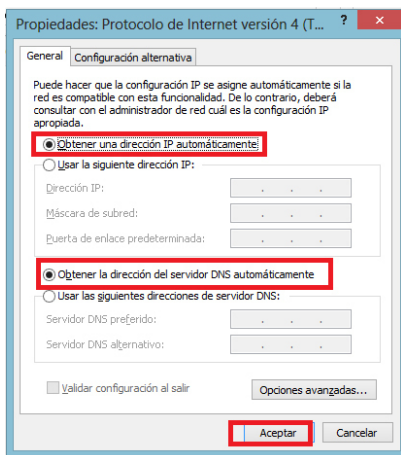 Propiedades: Protocolo de Internet versión 4 (T... ? ×
General Configuración alternativa
Puede hacer que la configuración IP se asigne automáticamente si la
red es compatible con esta funcionalidad. De lo contrario, deberá
consultar con el administrador de red cuál es la configuración IP
apropiada.
Obtener una dirección IP automáticamente
Usar la siguiente dirección IP:
Dirección IP:
Máscara de subred:
Puerta de enlace predeterminada:
Obtener la dirección del servidor DNS automáticamente
Usar las siguientes direcciones de servidor DNS:
Servidor DNS preferido:
Servidor DNS alternativo:
Validar configuración al salir
Opciones avanzadas...
Aceptar Cancelar